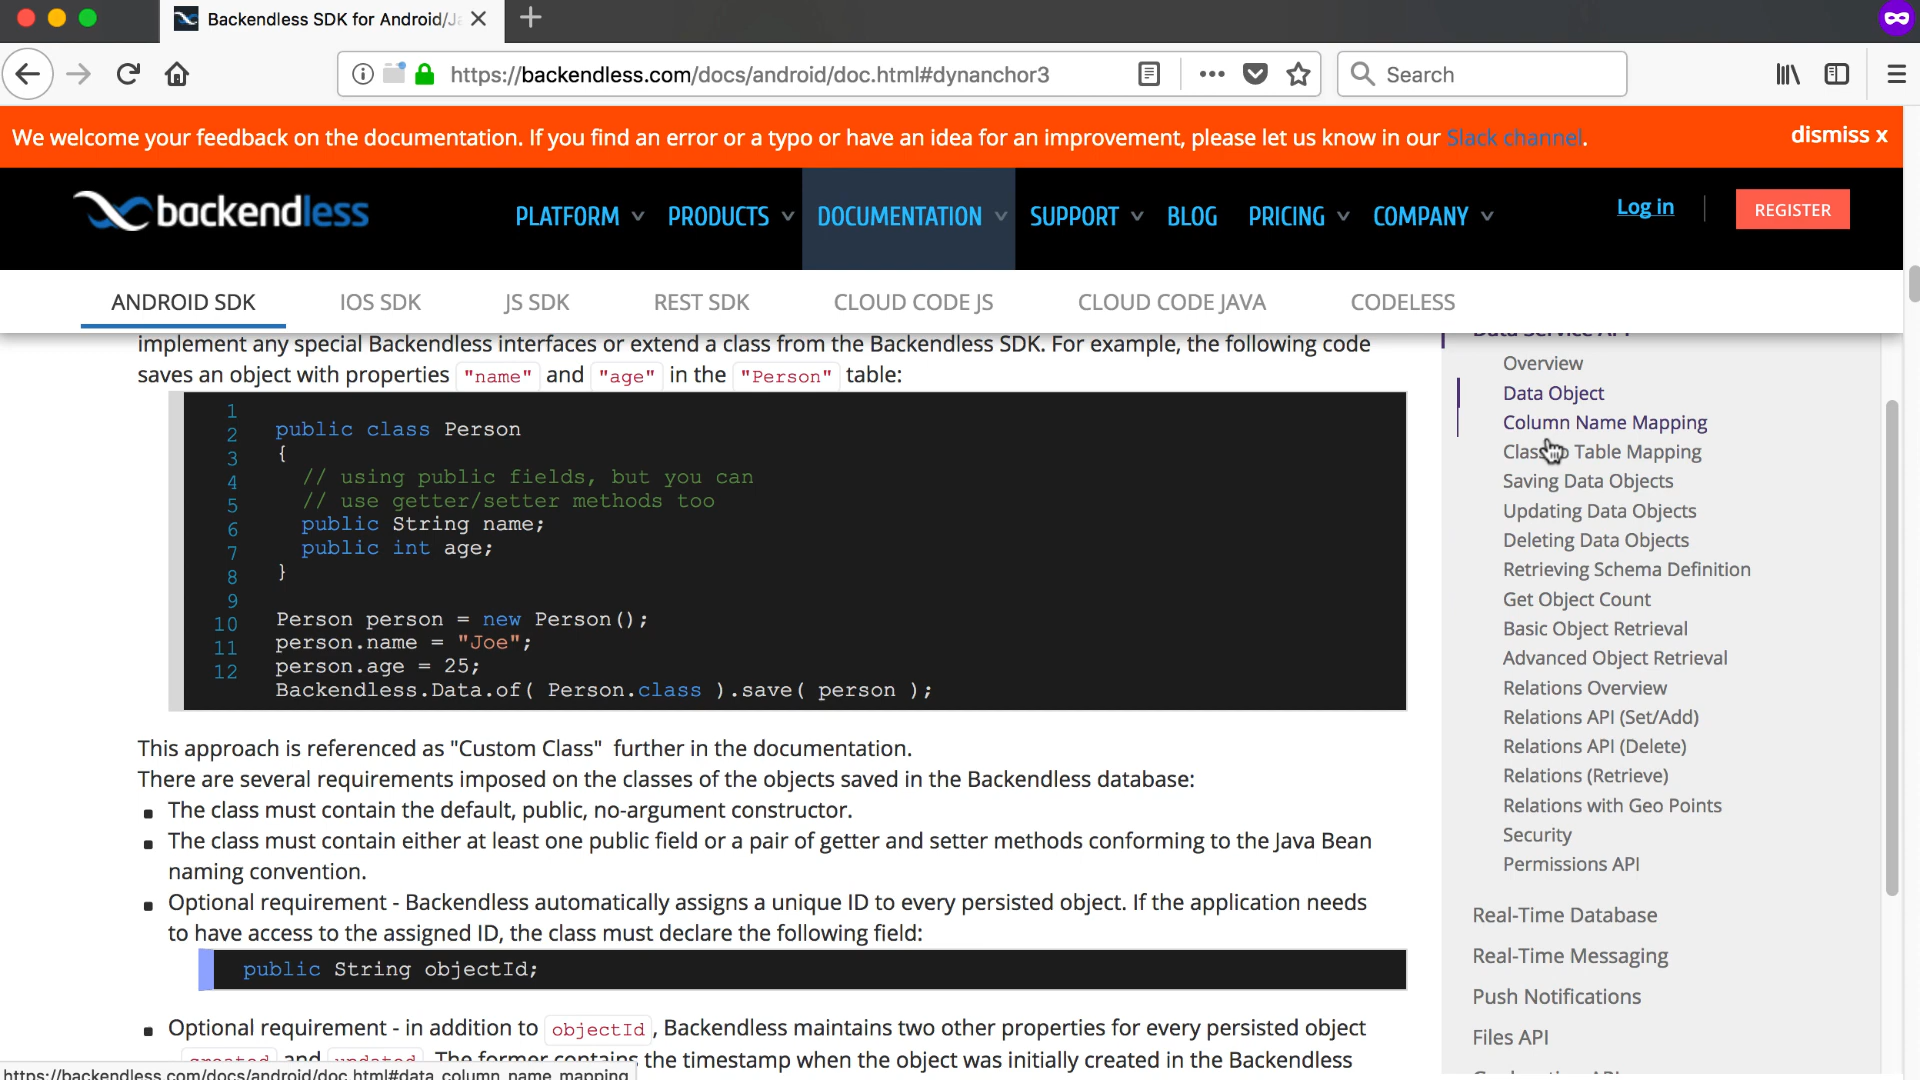 Backendless SDK for Android/J
https://backendless.com/docs/android/doc.html#dynanchor3
Search
We welcome your feedback on the documentation. If you find an error or a typo or have an idea for an improvement, please let us know in our Slack channel.
dismiss x
backendless
PLATFORM
PRODUCTS
DOCUMENTATION
SUPPORT
BLOG
PRICING
COMPANY
Log in
REGISTER
ANDROID SDK
IOS SDK
JS SDK
REST SDK
CLOUD CODE JS
CLOUD CODE JAVA
CODELESS
implement any special Backendless interfaces or extend a class from the Backendless SDK. For example, the following code
saves an object with properties "name" and "age" in the "Person" table:
1
2 public class Person
3 {
4 // using public fields, but you can
5 // use getter/setter methods too
6 public String name;
7 public int age;
8 }
9
10 Person person = new Person();
11 person.name = "Joe";
12 person.age = 25;
Backendless.Data.of( Person.class ).save( person );
This approach is referenced as "Custom Class" further in the documentation.
There are several requirements imposed on the classes of the objects saved in the Backendless database:
▪ The class must contain the default, public, no-argument constructor.
▪ The class must contain either at least one public field or a pair of getter and setter methods conforming to the Java Bean
naming convention.
▪ Optional requirement - Backendless automatically assigns a unique ID to every persisted object. If the application needs
to have access to the assigned ID, the class must declare the following field:
public String objectId;
▪ Optional requirement - in addition to objectId, Backendless maintains two other properties for every persisted object
created and updated. The former contains the timestamp when the object was initially created in the Backendless
https://backendless.com/docs/android/doc.html#data_column_name_mapping
Data Service API
Overview
Data Object
Column Name Mapping
Table Mapping
Saving Data Objects
Updating Data Objects
Deleting Data Objects
Retrieving Schema Definition
Get Object Count
Basic Object Retrieval
Advanced Object Retrieval
Relations Overview
Relations API (Set/Add)
Relations API (Delete)
Relations (Retrieve)
Relations with Geo Points
Security
Permissions API
Real-Time Database
Real-Time Messaging
Push Notifications
Files API